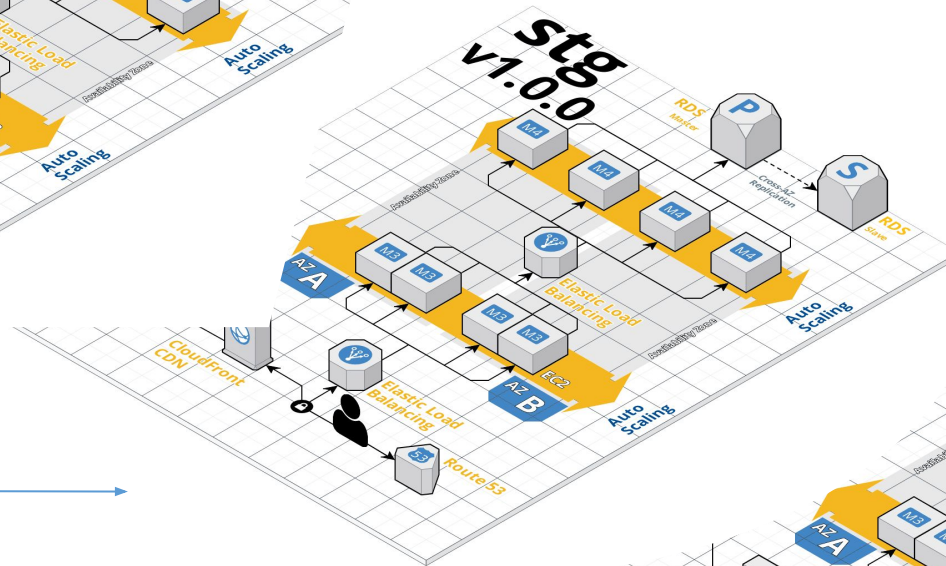 Elastic Load
Balancing
Availability Zone
Auto
Scaling
Auto
Scaling
stg
v1.0.0
RDS
Master
P
S
Cross-AZ
Replication
RDS
Slave
M4
M4
M4
M4
Availability Zone
AZ A
M3
M3
M3
M3
Elastic Load
Balancing
Availability Zone
Auto
Scaling
EC2
AZ B
Auto
Scaling
CloudFront
CDN
Elastic Load
Balancing
53
Route 53
AZ A
M3